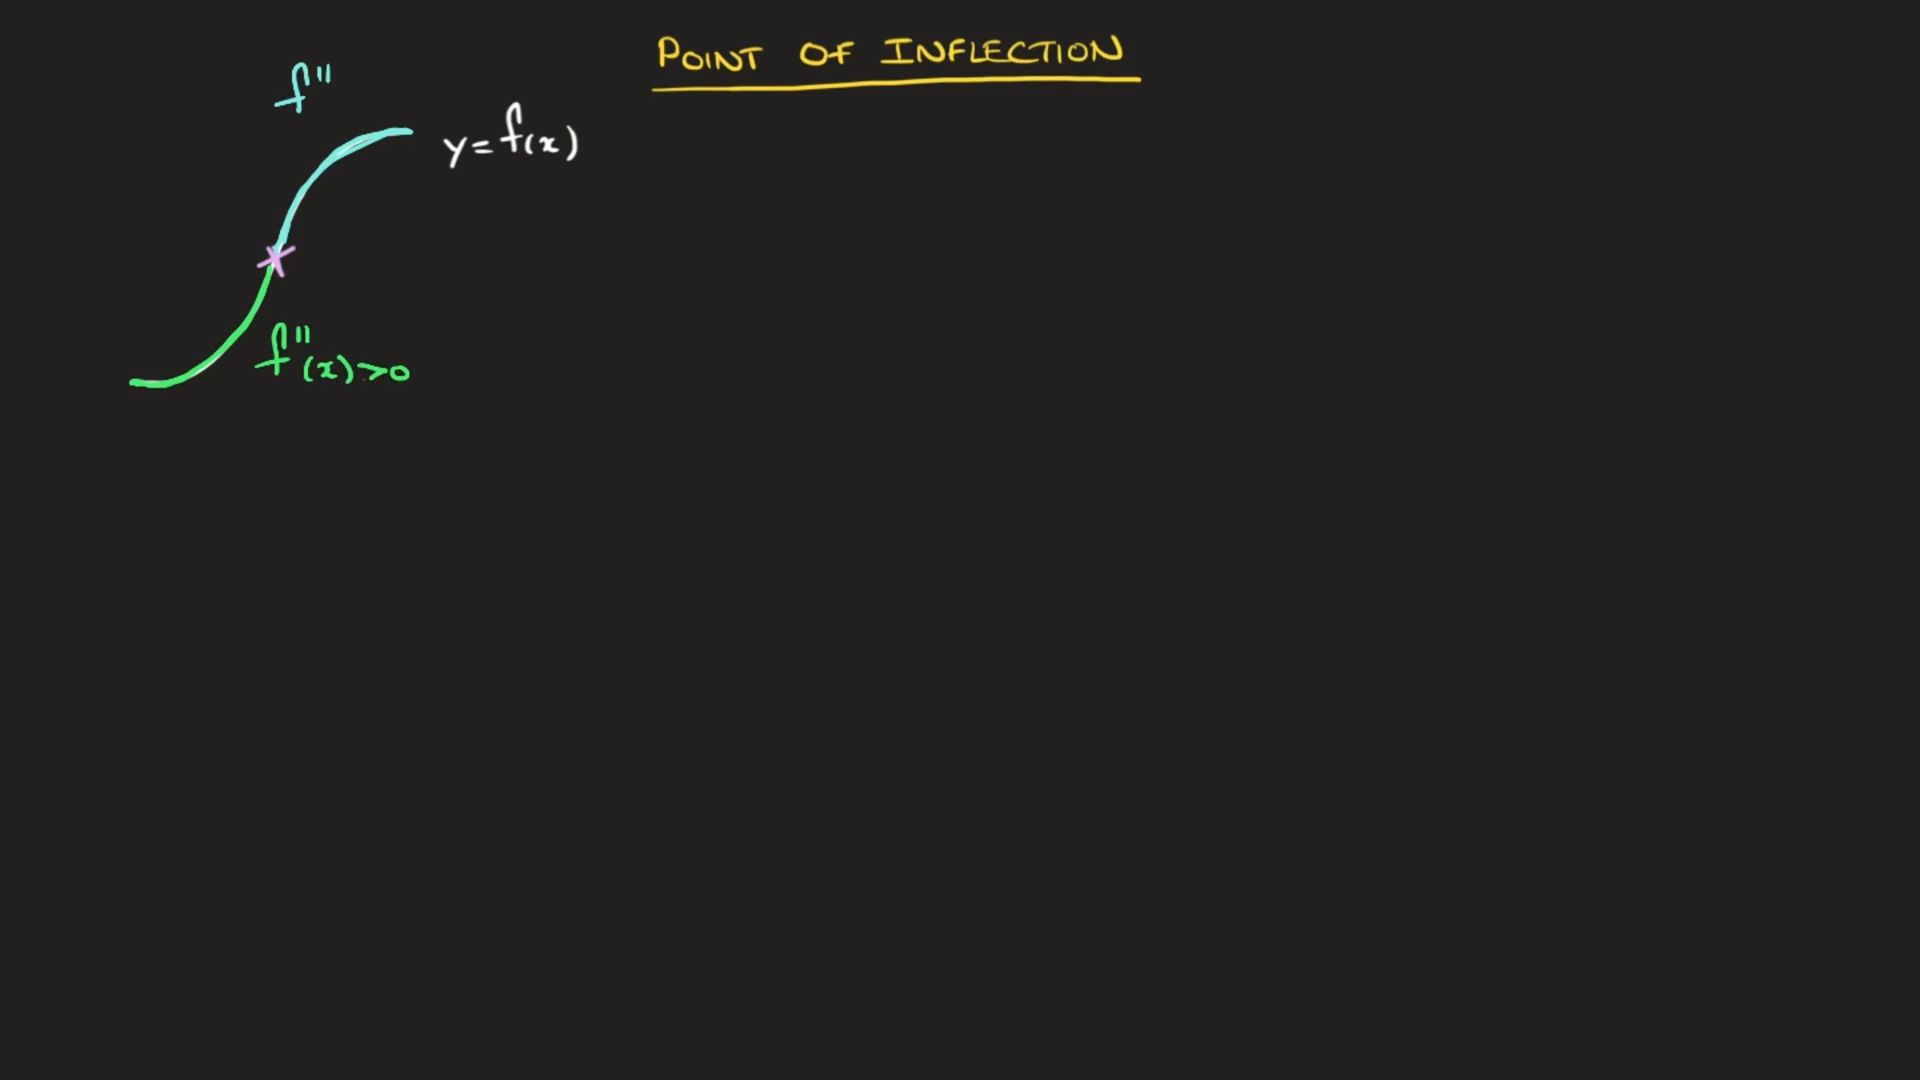 POINT OF INFLECTION
f''
y=f(x)
f''(x)>0